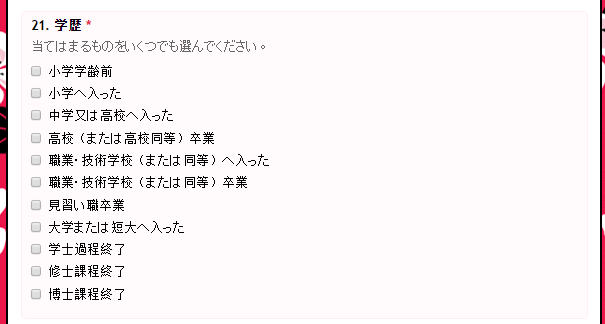 21. 学歴 *
当てはまるものをいくつでも選んでください。
小学学齢前
小学へ入った
中学又は高校へ入った
高校（または高校同等）卒業
職業・技術学校（または同等）へ入った
職業・技術学校（または同等）卒業
見習い職卒業
大学または短大へ入った
学士過程終了
修士課程終了
博士課程終了